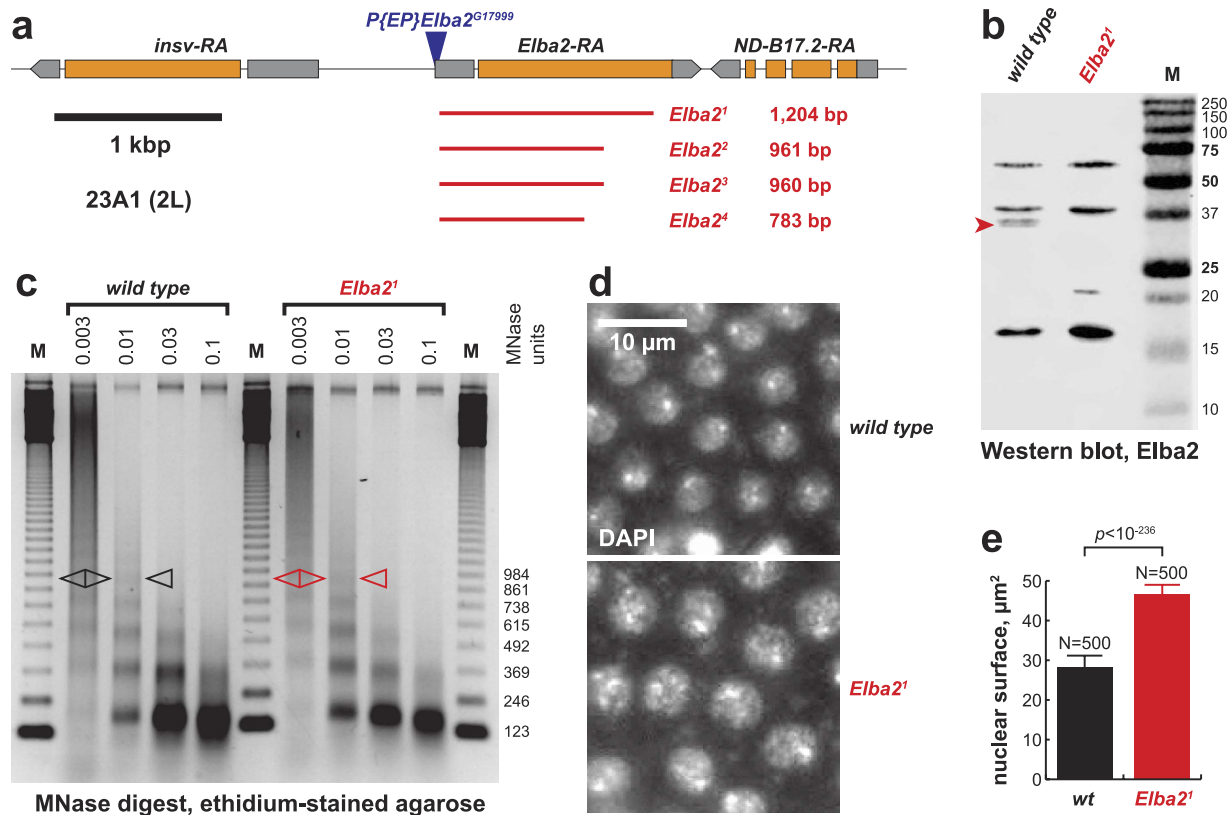 a
P{EP}Elba2G17999
insv-RA
Elba2-RA
ND-B17.2-RA
1 kbp
23A1 (2L)
Elba2¹ 1,204 bp
Elba2² 961 bp
Elba2³ 960 bp
Elba2⁴ 783 bp
b
wild type
Elba2¹
M
250
150
100
75
50
37
25
20
15
10
Western blot, Elba2
c
wild type
Elba2¹
M
0.003
0.01
0.03
0.1
M
0.003
0.01
0.03
0.1
M
MNase
units
984
861
738
615
492
369
246
123
MNase digest, ethidium-stained agarose
d
10 µm
DAPI
wild type
Elba2¹
e
p<10⁻²³⁶
N=500
N=500
nuclear surface, µm²
50
40
30
20
10
0
wt
Elba2¹